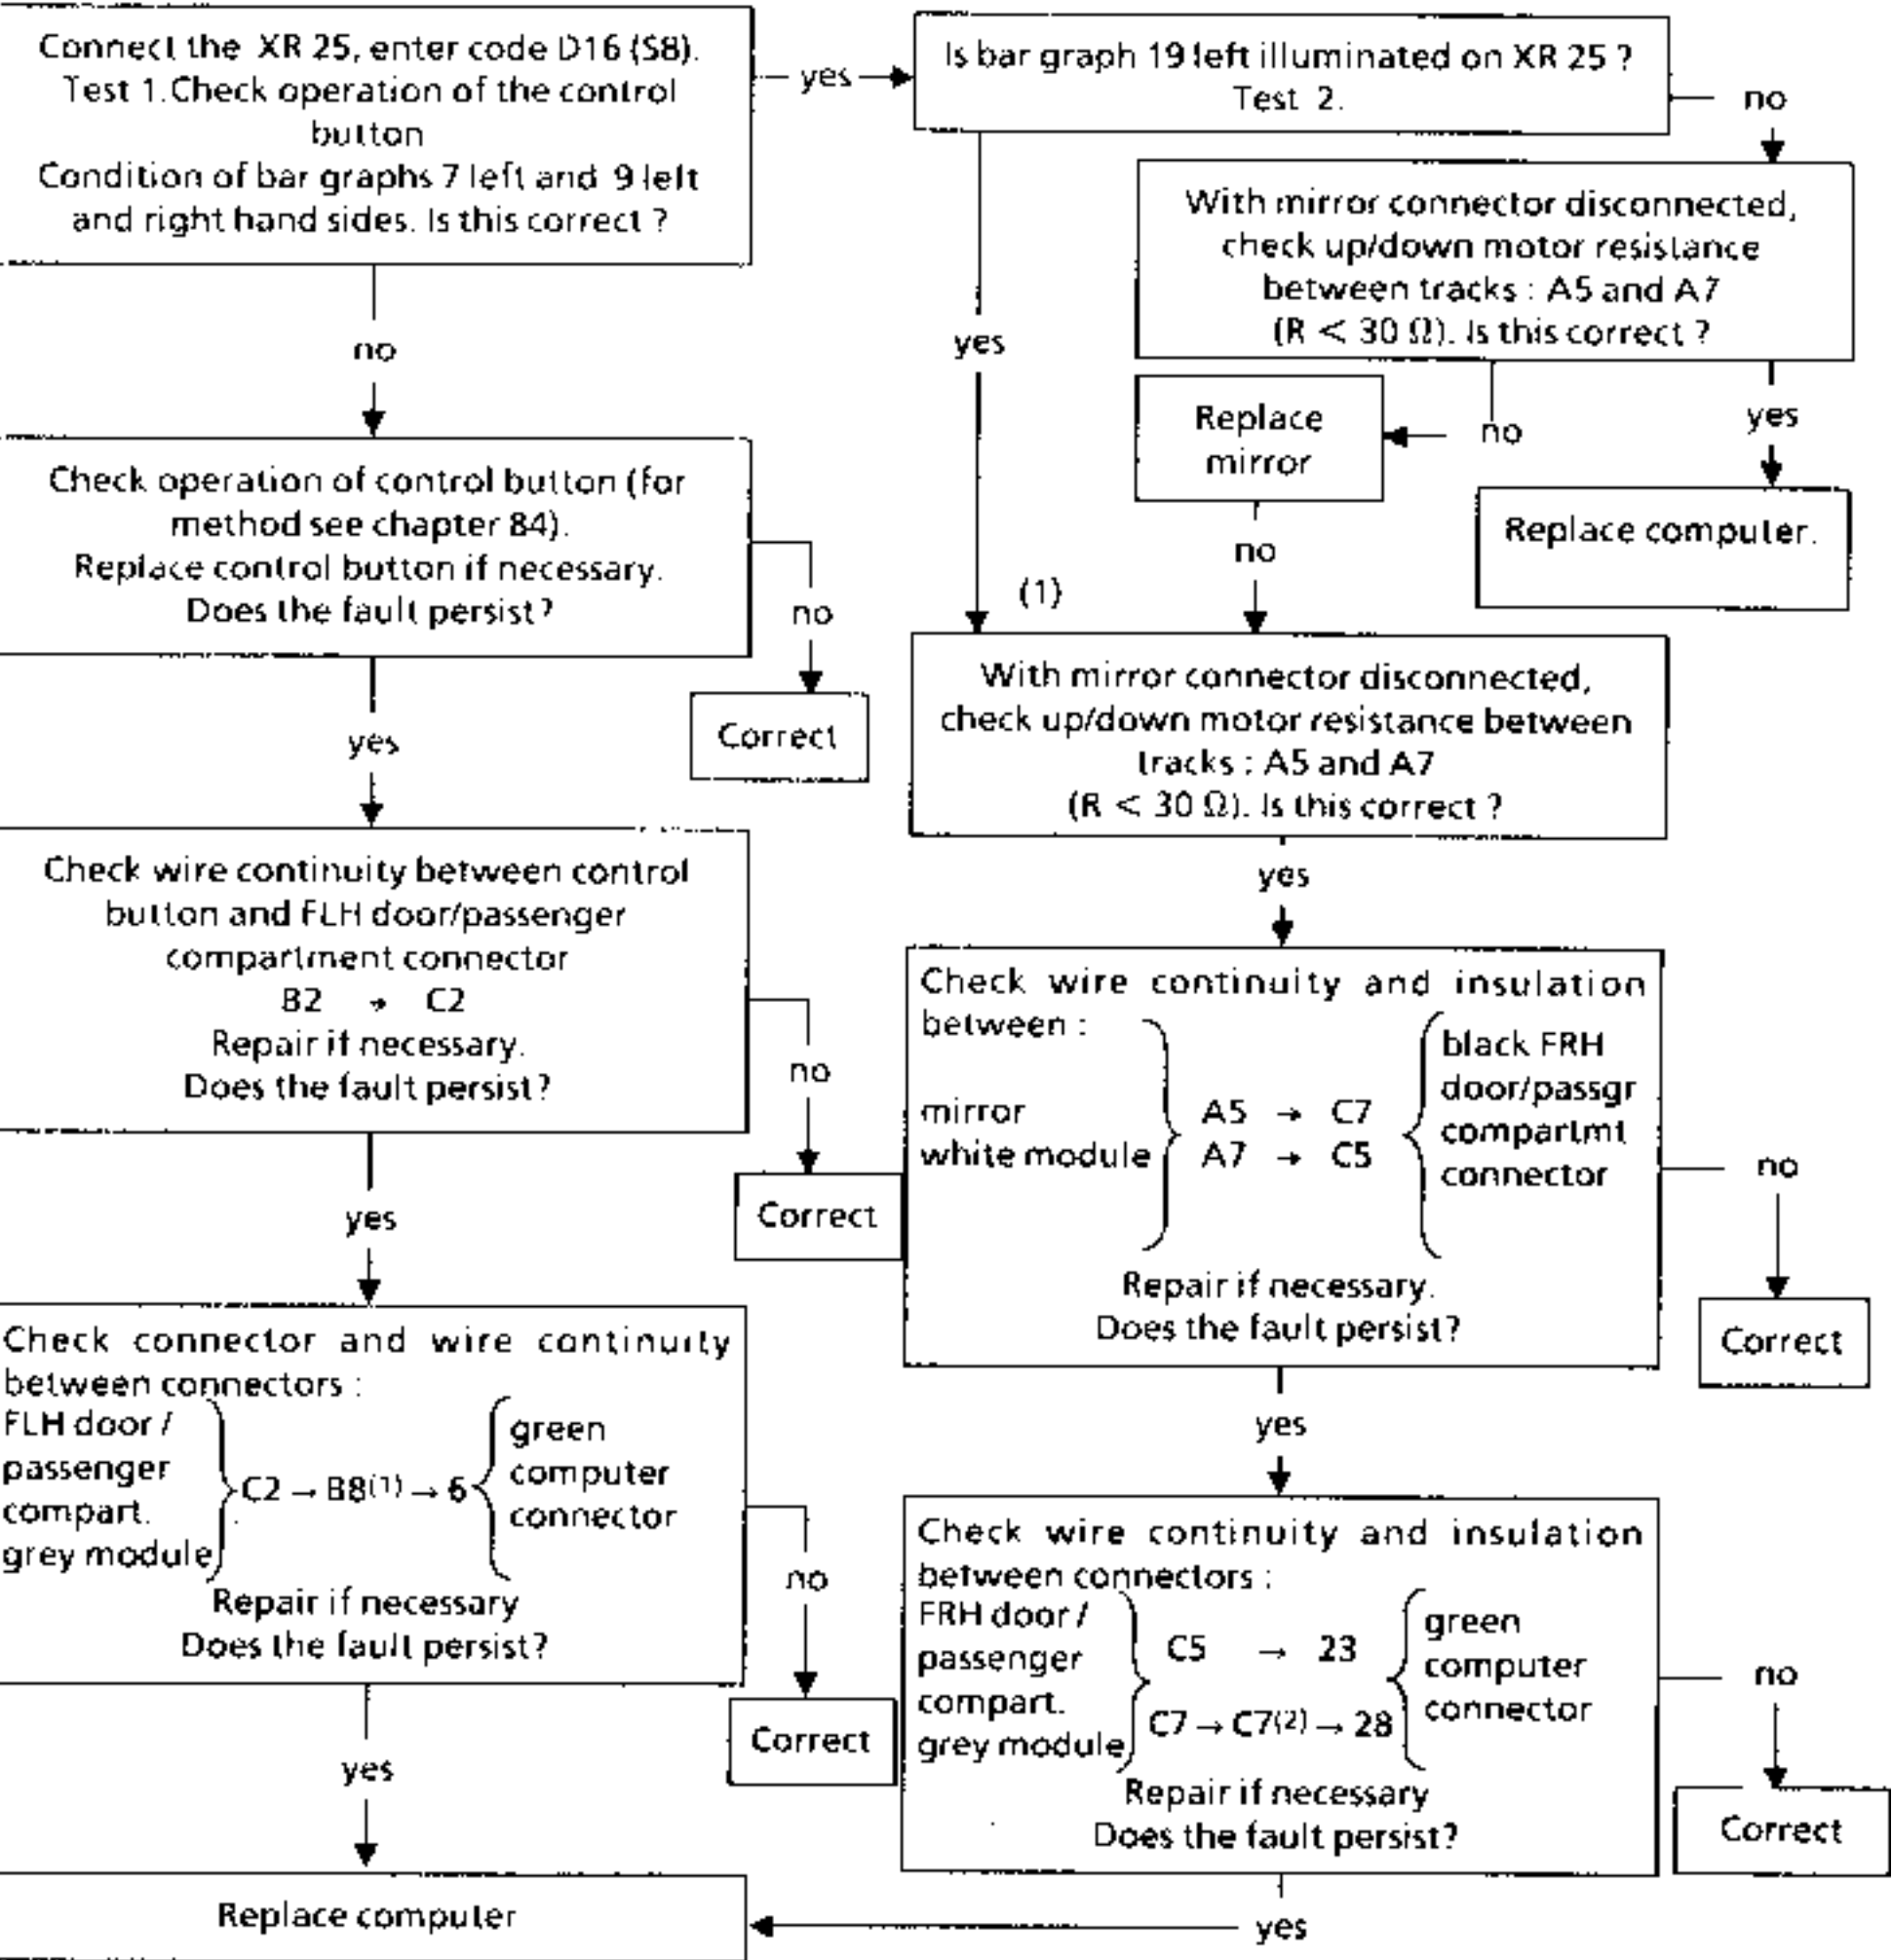 Connect the XR 25, enter code D16 (S8).
Test 1. Check operation of the control
button
Condition of bar graphs 7 left and 9 left
and right hand sides. Is this correct ?
yes
Is bar graph 19 left illuminated on XR 25 ?
Test 2.
no
With mirror connector disconnected,
check up/down motor resistance
between tracks : A5 and A7
(R < 30 Ω). Is this correct ?
yes
no
Replace
mirror
no
yes
Replace computer.
no
(1)
Check operation of control button (for
method see chapter 84).
Replace control button if necessary.
Does the fault persist?
no
Correct
yes
With mirror connector disconnected,
check up/down motor resistance between
tracks : A5 and A7
(R < 30 Ω). Is this correct ?
yes
Check wire continuity between control
button and FLH door/passenger
compartment connector
B2 → C2
Repair if necessary.
Does the fault persist?
no
Correct
yes
Check wire continuity and insulation
between :
mirror
white module
A5 → C7
A7 → C5
black FRH
door/passgr
compartmt
connector
Repair if necessary.
Does the fault persist?
no
Correct
yes
Check connector and wire continuity
between connectors :
FLH door /
passenger
compart.
grey module
C2 → B8(1) → 6
green
computer
connector
Repair if necessary
Does the fault persist?
no
Correct
yes
Check wire continuity and insulation
between connectors :
FRH door /
passenger
compart.
grey module
C5 → 23
C7 → C7(2) → 28
green
computer
connector
Repair if necessary
Does the fault persist?
no
Correct
yes
Replace computer